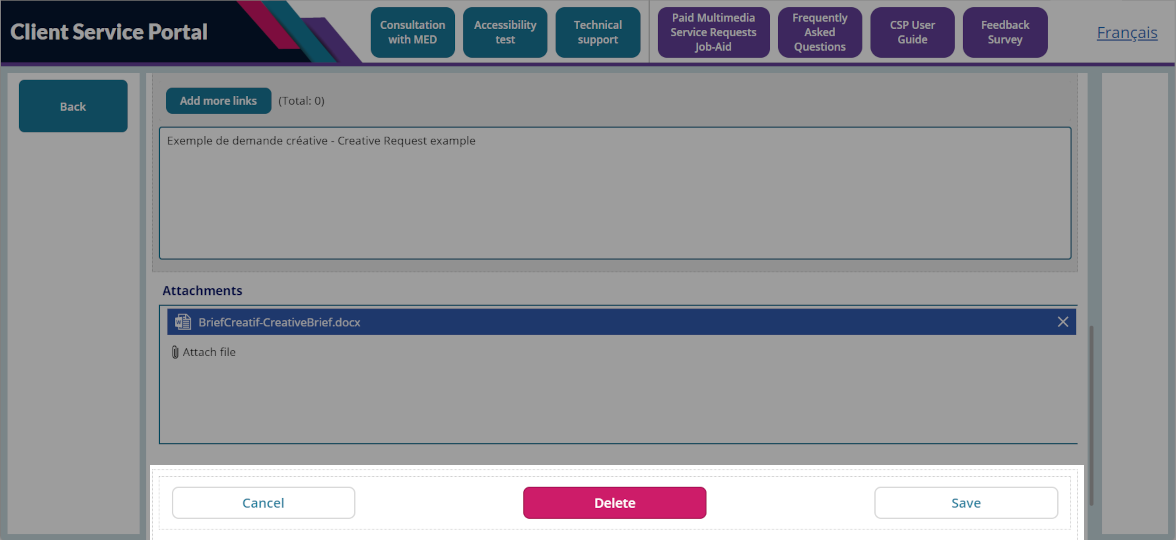 Client Service Portal
Consultation
with MED
Accessibility
test
Technical
support
Paid Multimedia
Service Requests
Job-Aid
Frequently
Asked
Questions
CSP User
Guide
Feedback
Survey
Français
Back
Add more links (Total: 0)
Exemple de demande créative - Creative Request example
Attachments
BriefCreatif-CreativeBrief.docx
Attach file
Cancel Delete Save